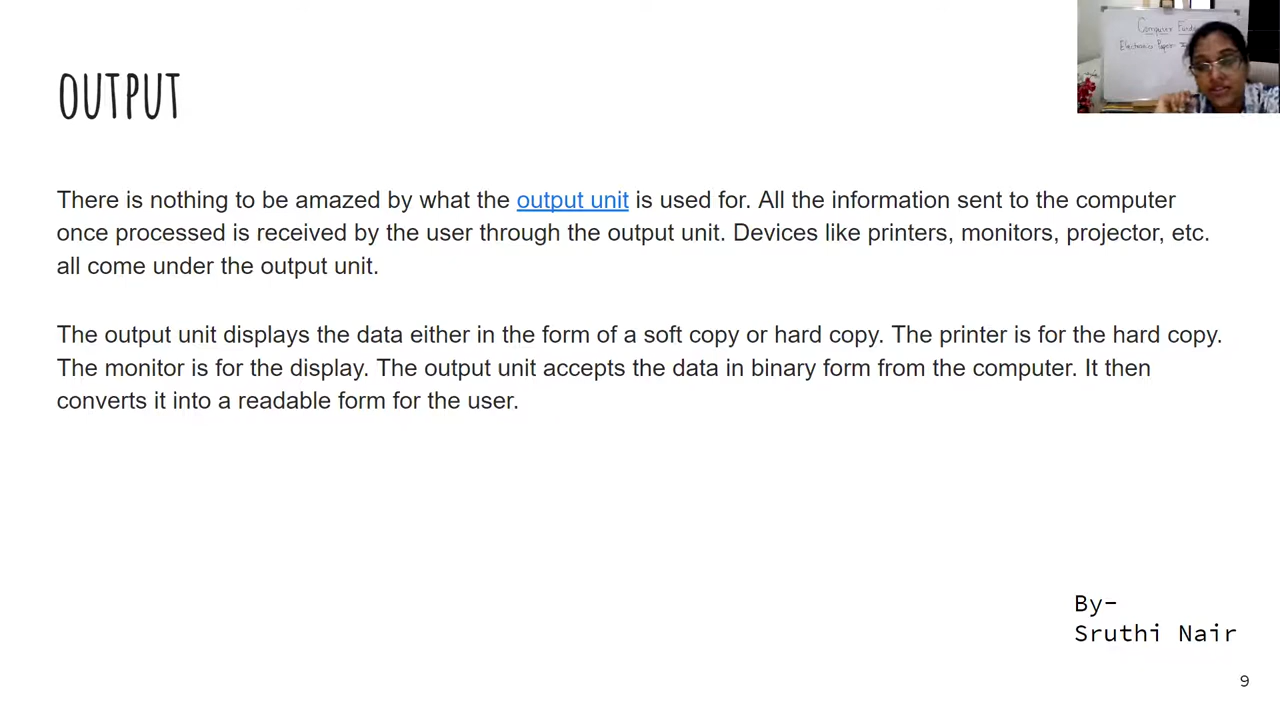 OUTPUT
There is nothing to be amazed by what the output unit is used for. All the information sent to the computer
once processed is received by the user through the output unit. Devices like printers, monitors, projector, etc.
all come under the output unit.
The output unit displays the data either in the form of a soft copy or hard copy. The printer is for the hard copy.
The monitor is for the display. The output unit accepts the data in binary form from the computer. It then
converts it into a readable form for the user.
Computer
Electronic Paper
By-
Sruthi Nair
9